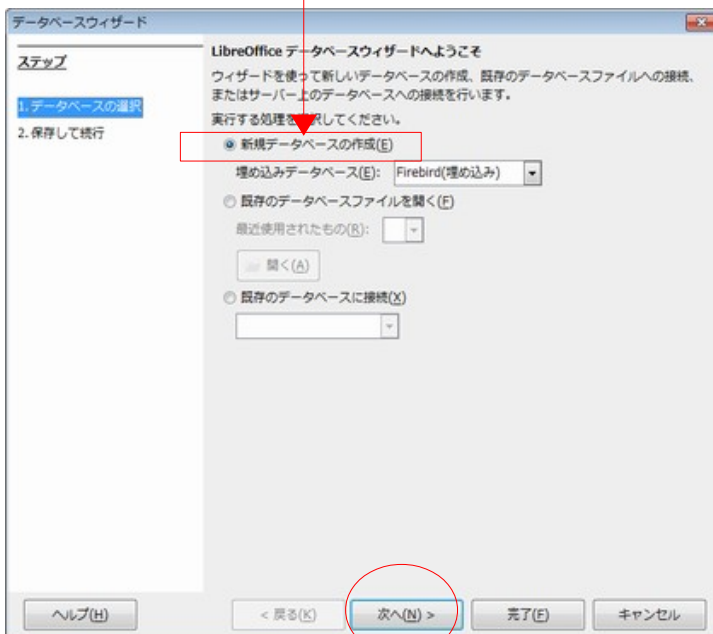 データベースウィザード
ステップ
1.データベースの選択
2.保存して続行
LibreOffice データベースウィザードへようこそ
ウィザードを使って新しいデータベースの作成、既存のデータベースファイルへの接続、
またはサーバー上のデータベースへの接続を行います。
実行する処理を選択してください。
新規データベースの作成(E)
埋め込みデータベース(E): Firebird(埋め込み)
既存のデータベースファイルを開く(F)
最近使用されたもの(R):
開く(A)
既存のデータベースに接続(X)
ヘルプ(H) < 戻る(K) 次へ(N) > 完了(F) キャンセル